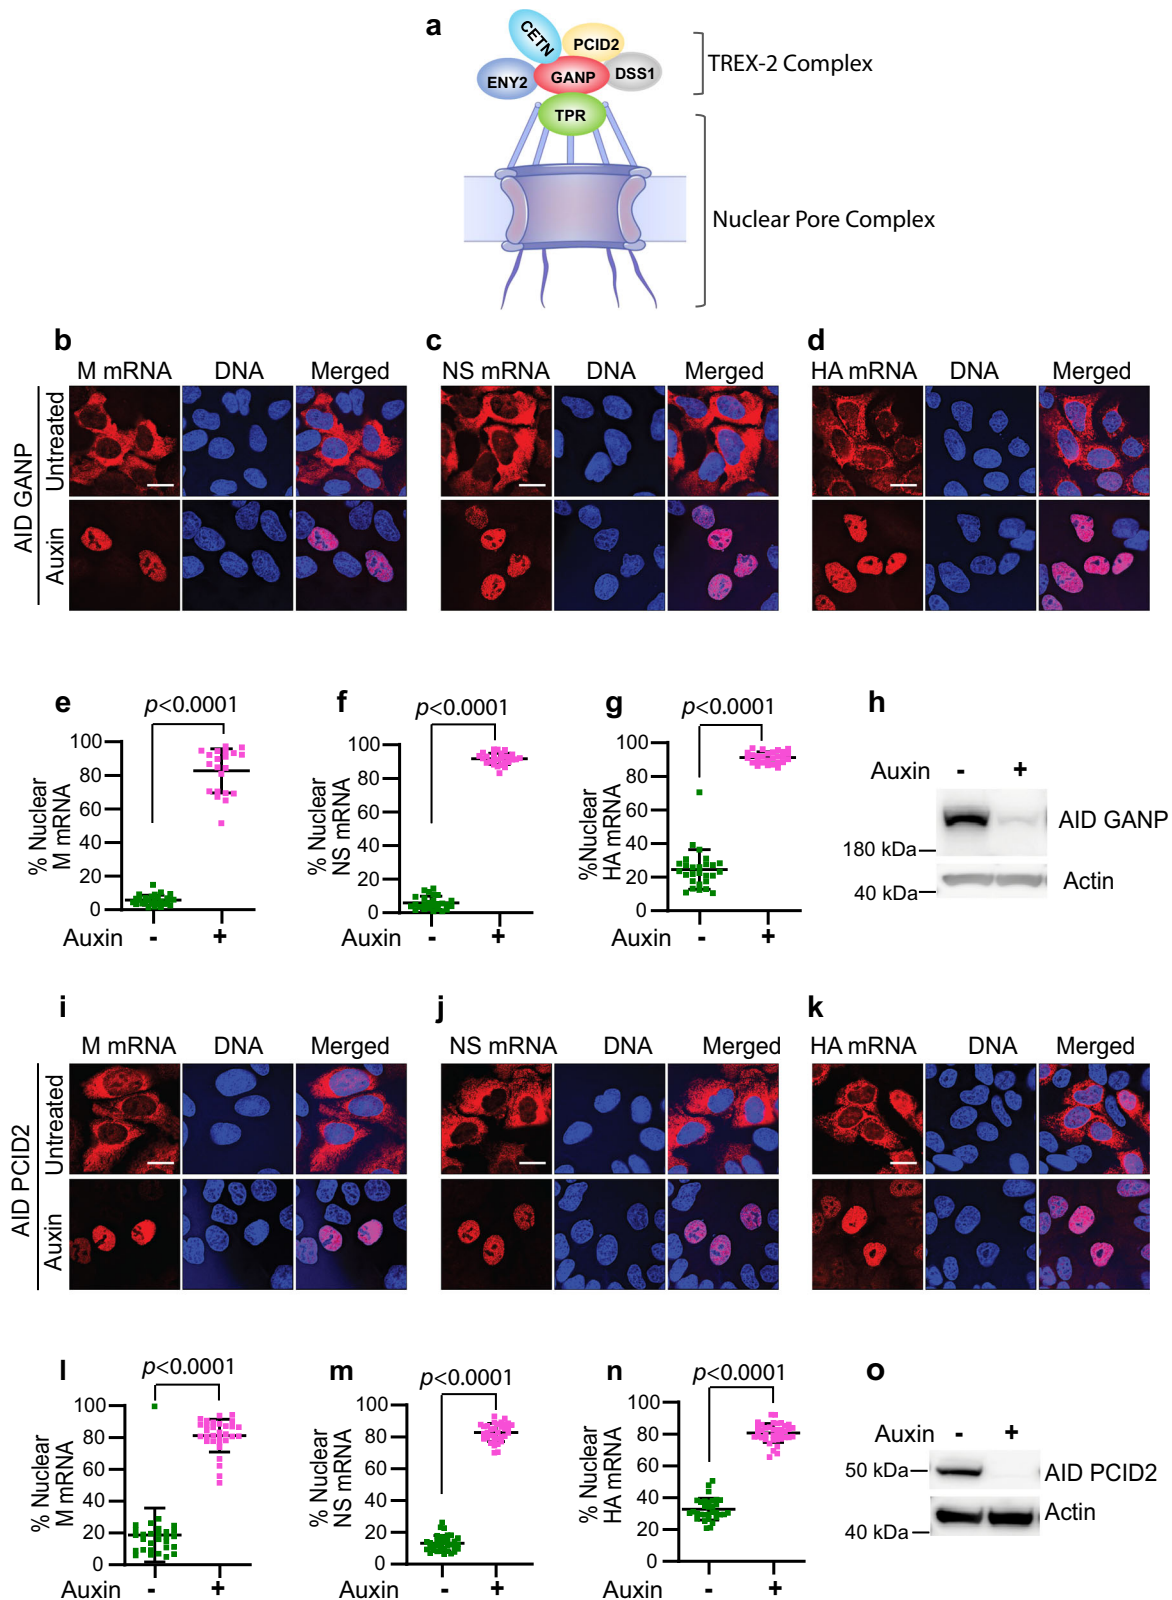 a
CETN
PCID2
ENY2
GANP
DSS1
TPR
TREX-2 Complex
Nuclear Pore Complex
b
c
d
M mRNA DNA Merged
NS mRNA DNA Merged
HA mRNA DNA Merged
AID GANP
Untreated
Auxin
e
f
g
h
p<0.0001
% Nuclear
M mRNA
100
80
60
40
20
0
Auxin - +
p<0.0001
% Nuclear
NS mRNA
100
80
60
40
20
0
Auxin - +
p<0.0001
%Nuclear
HA mRNA
100
80
60
40
20
0
Auxin - +
Auxin - +
AID GANP
180 kDa
Actin
40 kDa
i
j
k
M mRNA DNA Merged
NS mRNA DNA Merged
HA mRNA DNA Merged
AID PCID2
Untreated
Auxin
l
m
n
o
p<0.0001
% Nuclear
M mRNA
100
80
60
40
20
0
Auxin - +
p<0.0001
% Nuclear
NS mRNA
100
80
60
40
20
0
Auxin - +
p<0.0001
% Nuclear
HA mRNA
100
80
60
40
20
0
Auxin - +
Auxin - +
50 kDa
AID PCID2
Actin
40 kDa